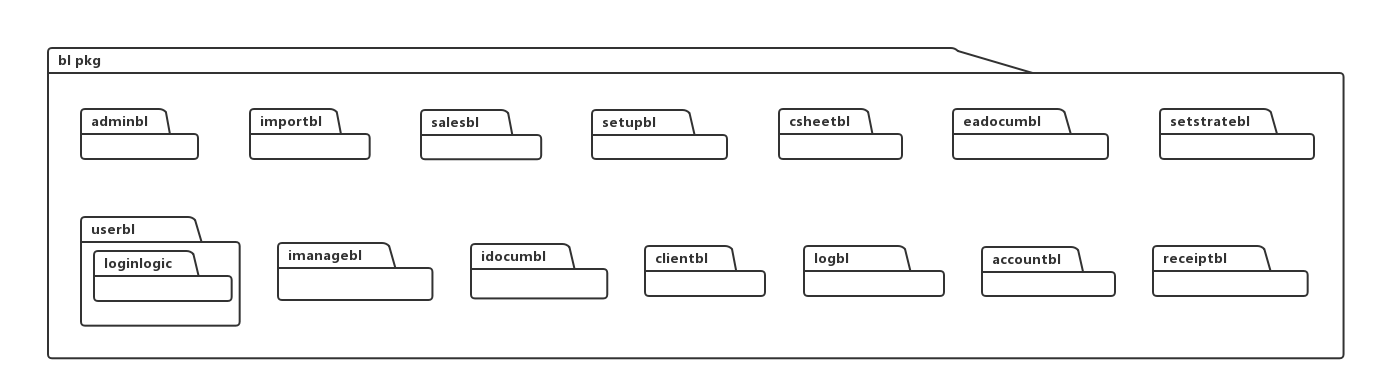 bl pkg
adminbl
importbl
salesbl
setupbl
csheetbl
eadocumbl
setstratebl
userbl
loginlogic
imanagebl
idocumbl
clientbl
logbl
accountbl
receiptbl